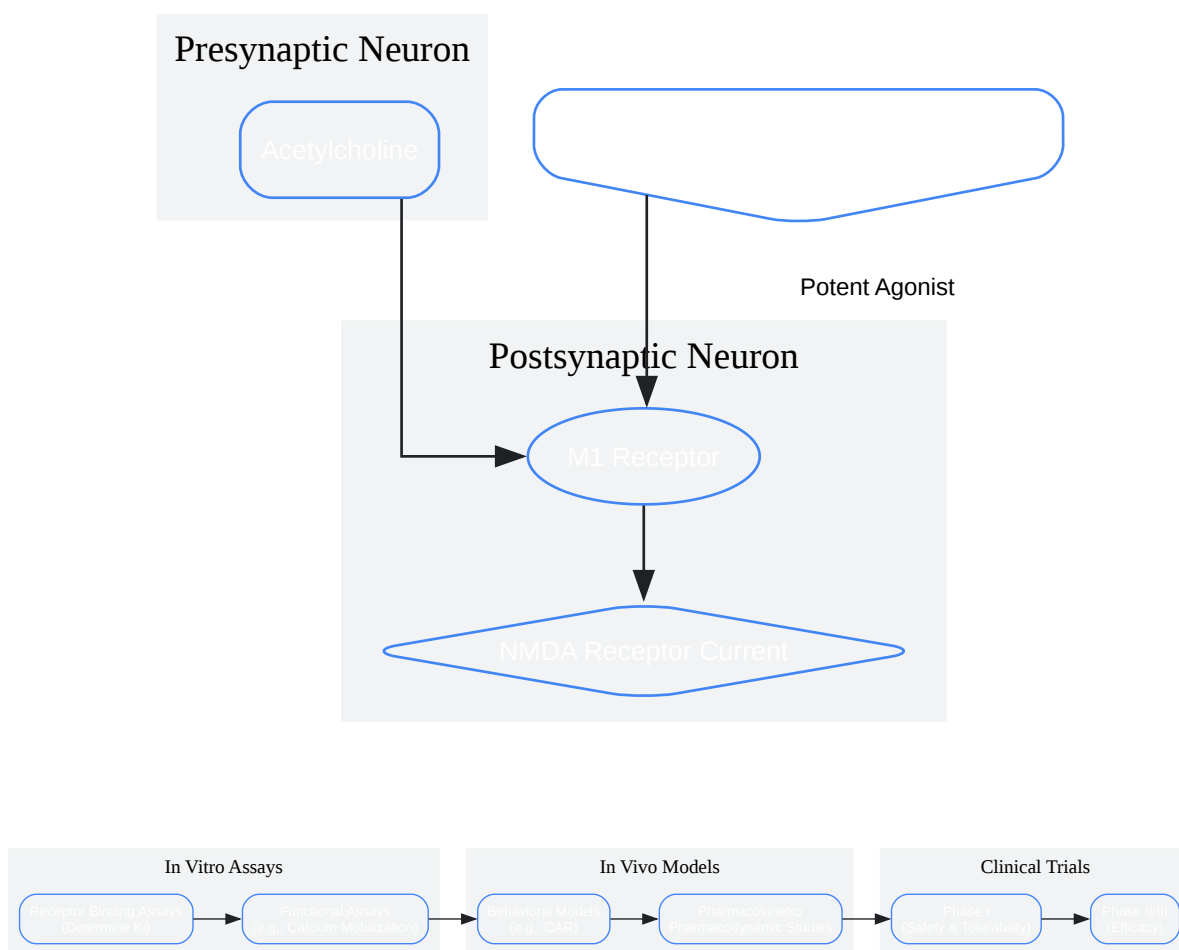 Presynaptic Neuron
Acetylcholine
Potent Agonist
Postsynaptic Neuron
M1 Receptor
NMDA Receptor Current
In Vitro Assays
Receptor Binding Assays
(Determine Ki)
Functional Assays
(e.g., Calcium Mobilization)
In Vivo Models
Behavioral Models
(e.g., CAR)
Pharmacokinetic/
Pharmacodynamic Studies
Clinical Trials
Phase I
(Safety & Tolerability)
Phase II/III
(Efficacy)